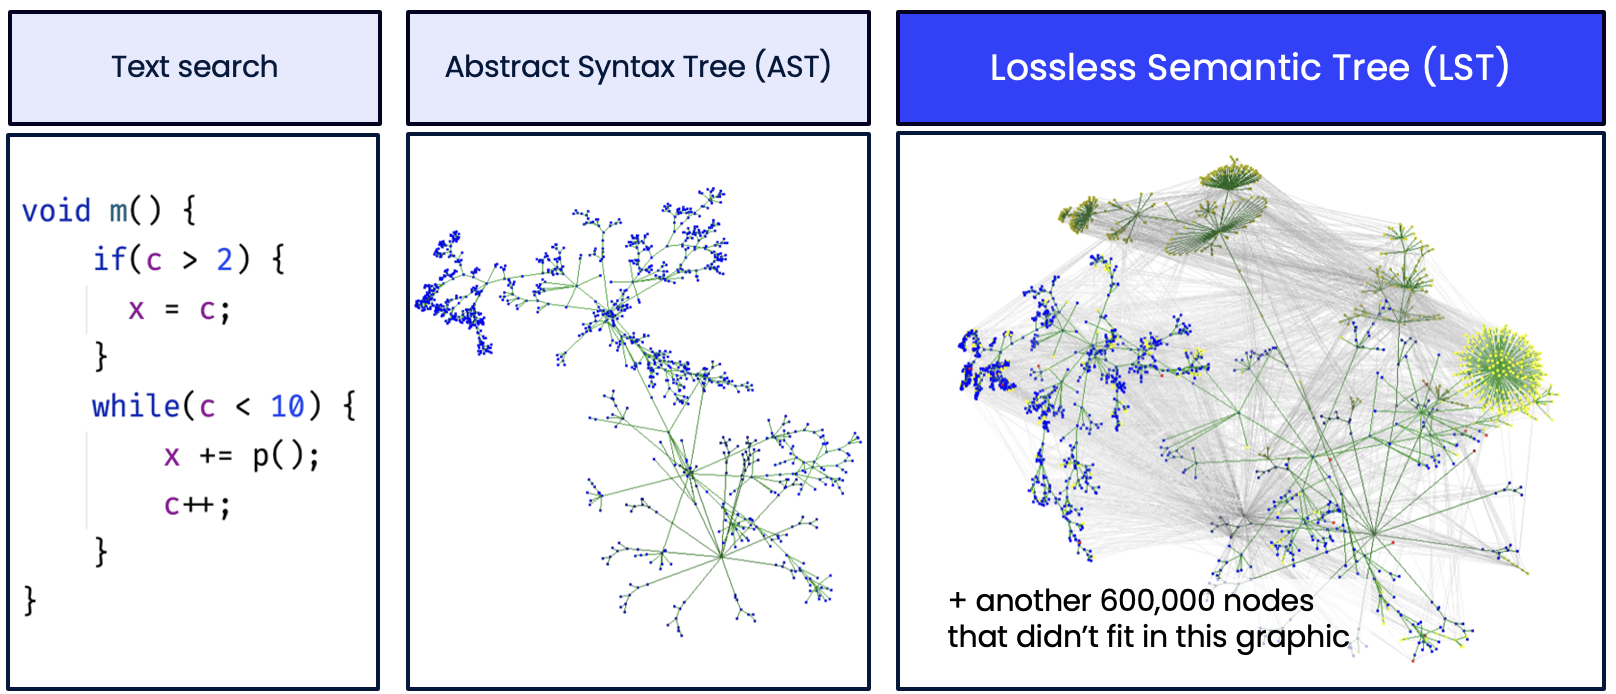 Text search
Abstract Syntax Tree (AST)
Lossless Semantic Tree (LST)
void m() {
    if(c > 2) {
      x = c;
    }
    while(c < 10) {
        x += p();
        c++;
    }
}
+ another 600,000 nodes
that didn’t fit in this graphic